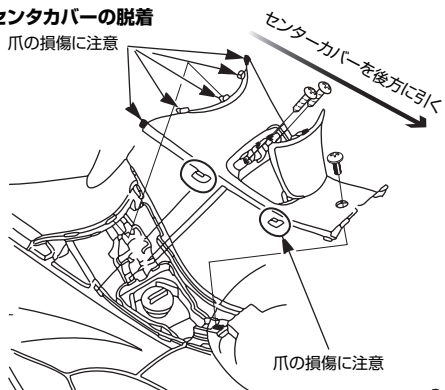 センタカバーの脱着
爪の損傷に注意
センターカバーを後方に引く
爪の損傷に注意